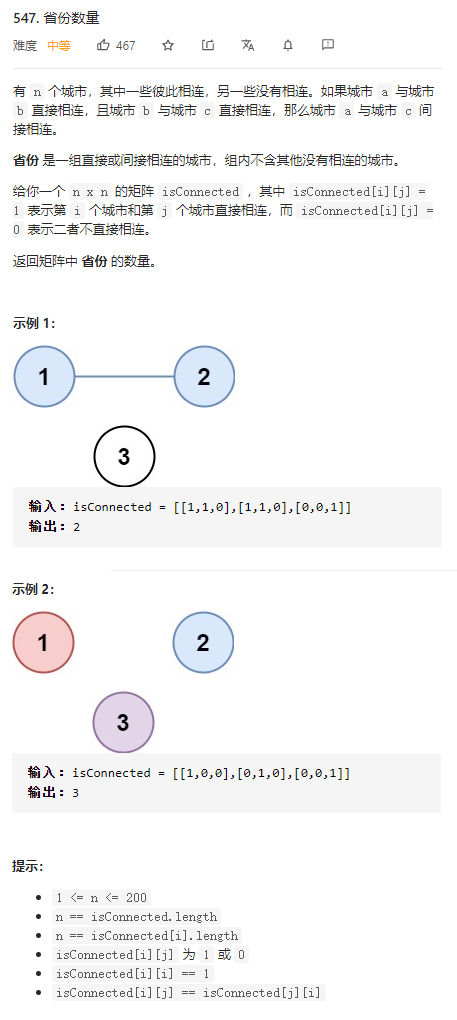 547. 省份数量
难度 中等 467
有 n 个城市，其中一些彼此相连，另一些没有相连。如果城市 a 与城市
b 直接相连，且城市 b 与城市 c 直接相连，那么城市 a 与城市 c 间
接相连。
省份 是一组直接或间接相连的城市，组内不含其他没有相连的城市。
给你一个 n x n 的矩阵 isConnected ，其中 isConnected[i][j] =
1 表示第 i 个城市和第 j 个城市直接相连，而 isConnected[i][j] =
0 表示二者不直接相连。
返回矩阵中 省份 的数量。
示例 1：
1 2
3
输入：isConnected = [[1,1,0],[1,1,0],[0,0,1]]
输出：2
示例 2：
1 2
3
输入：isConnected = [[1,0,0],[0,1,0],[0,0,1]]
输出：3
提示：
• 1 <= n <= 200
• n == isConnected.length
• n == isConnected[i].length
• isConnected[i][j] 为 1 或 0
• isConnected[i][i] == 1
• isConnected[i][j] == isConnected[j][i]